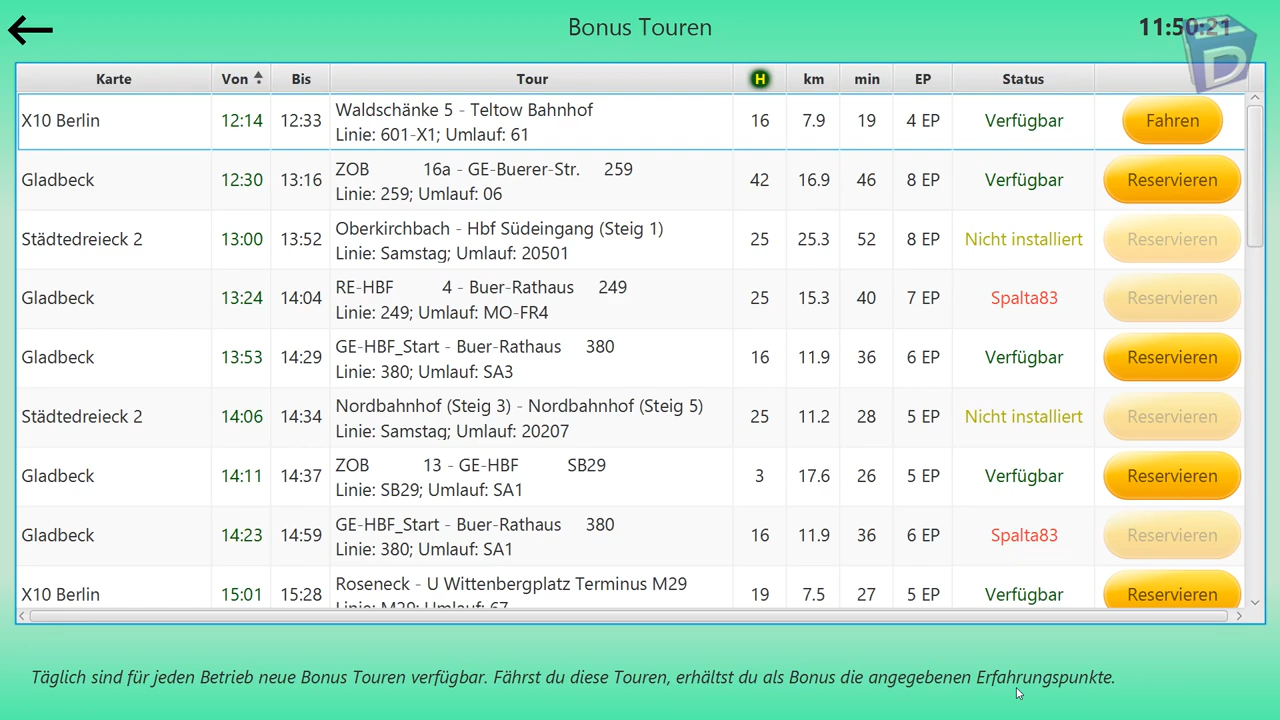 Bonus Touren
11:50:21
Karte Von Bis Tour H km min EP Status
X10 Berlin 12:14 12:33 Waldschänke 5 - Teltow Bahnhof 16 7.9 19 4 EP Verfügbar Fahren
Linie: 601-X1; Umlauf: 61
Gladbeck 12:30 13:16 ZOB 16a - GE-Buerer-Str. 259 42 16.9 46 8 EP Verfügbar Reservieren
Linie: 259; Umlauf: 06
Städtedreieck 2 13:00 13:52 Oberkirchbach - Hbf Südeingang (Steig 1) 25 25.3 52 8 EP Nicht installiert Reservieren
Linie: Samstag; Umlauf: 20501
Gladbeck 13:24 14:04 RE-HBF 4 - Buer-Rathaus 249 25 15.3 40 7 EP Spalta83 Reservieren
Linie: 249; Umlauf: MO-FR4
Gladbeck 13:53 14:29 GE-HBF_Start - Buer-Rathaus 380 16 11.9 36 6 EP Verfügbar Reservieren
Linie: 380; Umlauf: SA3
Städtedreieck 2 14:06 14:34 Nordbahnhof (Steig 3) - Nordbahnhof (Steig 5) 25 11.2 28 5 EP Nicht installiert Reservieren
Linie: Samstag; Umlauf: 20207
Gladbeck 14:11 14:37 ZOB 13 - GE-HBF SB29 3 17.6 26 5 EP Verfügbar Reservieren
Linie: SB29; Umlauf: SA1
Gladbeck 14:23 14:59 GE-HBF_Start - Buer-Rathaus 380 16 11.9 36 6 EP Spalta83 Reservieren
Linie: 380; Umlauf: SA1
X10 Berlin 15:01 15:28 Roseneck - U Wittenbergplatz Terminus M29 19 7.5 27 5 EP Verfügbar Reservieren
Linie: M29; Umlauf: 67
Täglich sind für jeden Betrieb neue Bonus Touren verfügbar. Fährst du diese Touren, erhältst du als Bonus die angegebenen Erfahrungspunkte.